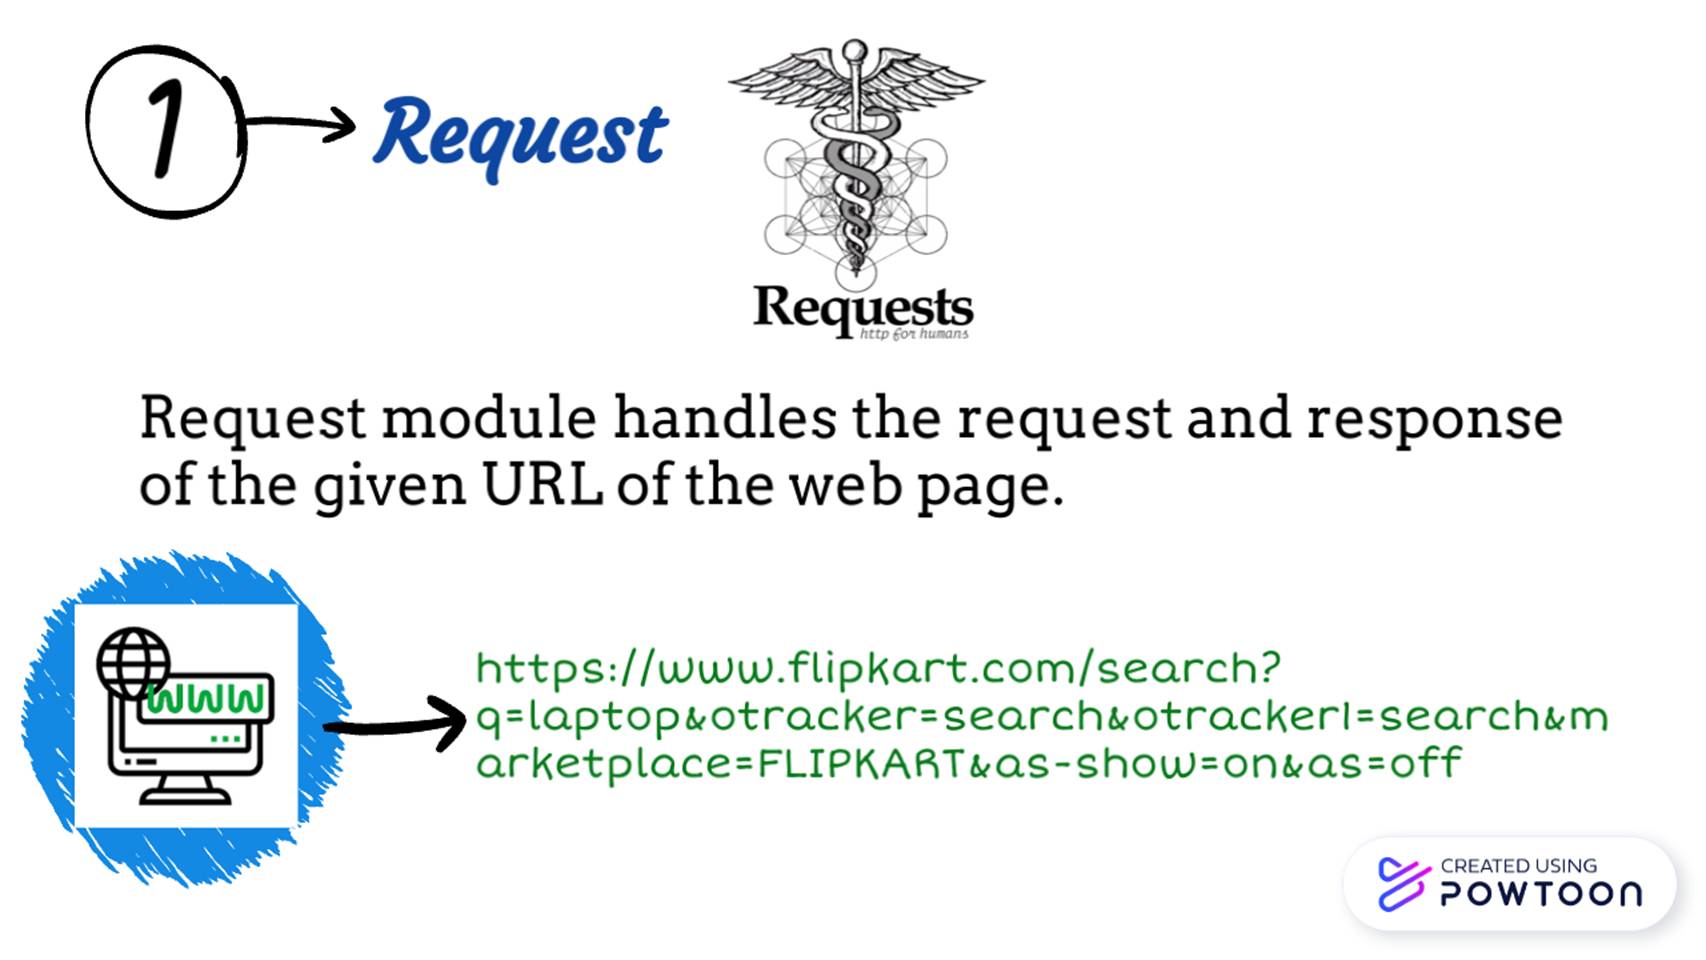 1
Request
Requests
http for humans
Request module handles the request and response
of the given URL of the web page.
WWW
https://www.flipkart.com/search?
q=laptop&otracker=search&otracker1=search&m
arketplace=FLIPKART&as-show=on&as=off
CREATED USING
POWTOON